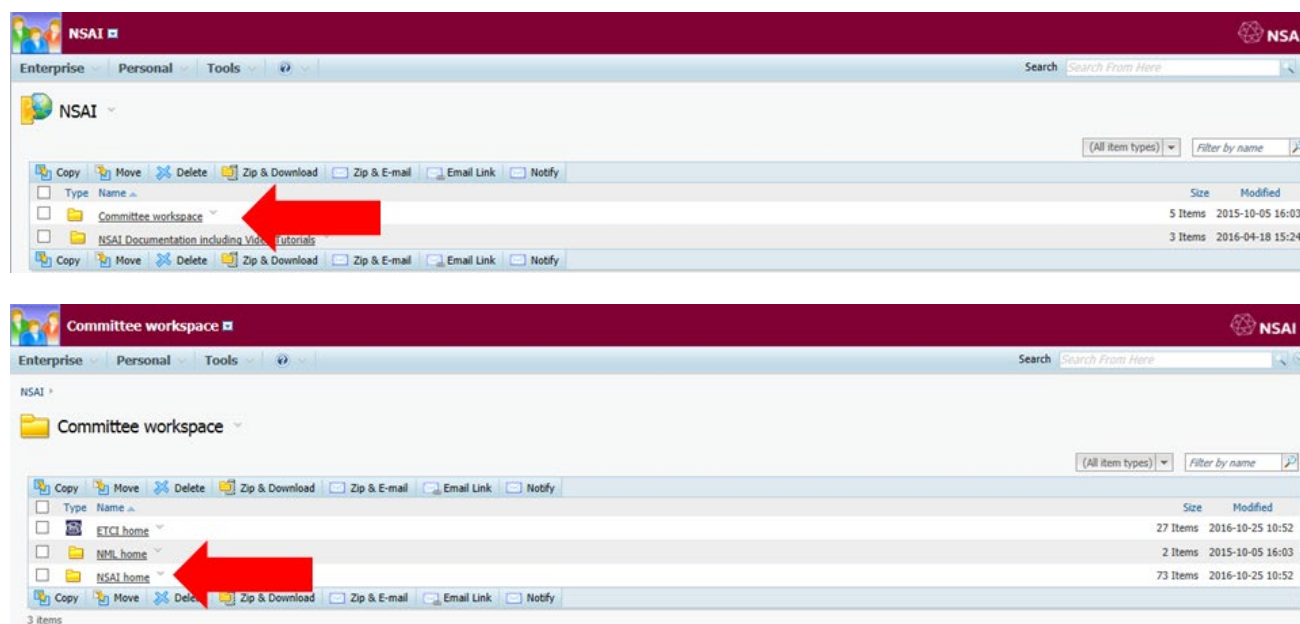 NSAI
NSA
Enterprise Personal Tools
Search Search From Here
NSAI
(All item types) Filter by name
Copy Move Delete Zip & Download Zip & E-mail Email Link Notify
Type Name Size Modified
Committee workspace 5 Items 2015-10-05 16:03
NSAI Documentation including Video Tutorials 3 Items 2016-04-18 15:24
Copy Move Delete Zip & Download Zip & E-mail Email Link Notify
Committee workspace
NSAI
Enterprise Personal Tools
Search Search From Here
NSAI
Committee workspace
(All item types) Filter by name
Copy Move Delete Zip & Download Zip & E-mail Email Link Notify
Type Name Size Modified
ETCI home 27 Items 2016-10-25 10:52
NML home 2 Items 2015-10-05 16:03
NSAI home 73 Items 2016-10-25 10:52
Copy Move Delete Zip & Download Zip & E-mail Email Link Notify
3 items